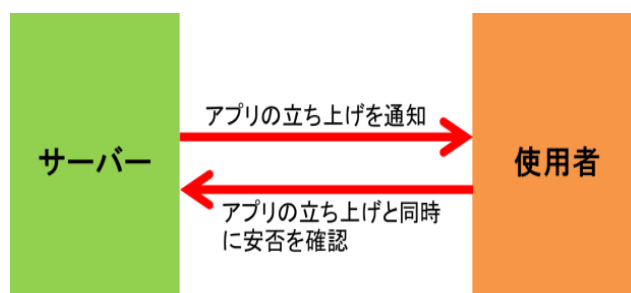 アプリの立ち上げを通知
サーバー
使用者
アプリの立ち上げと同時
に安否を確認